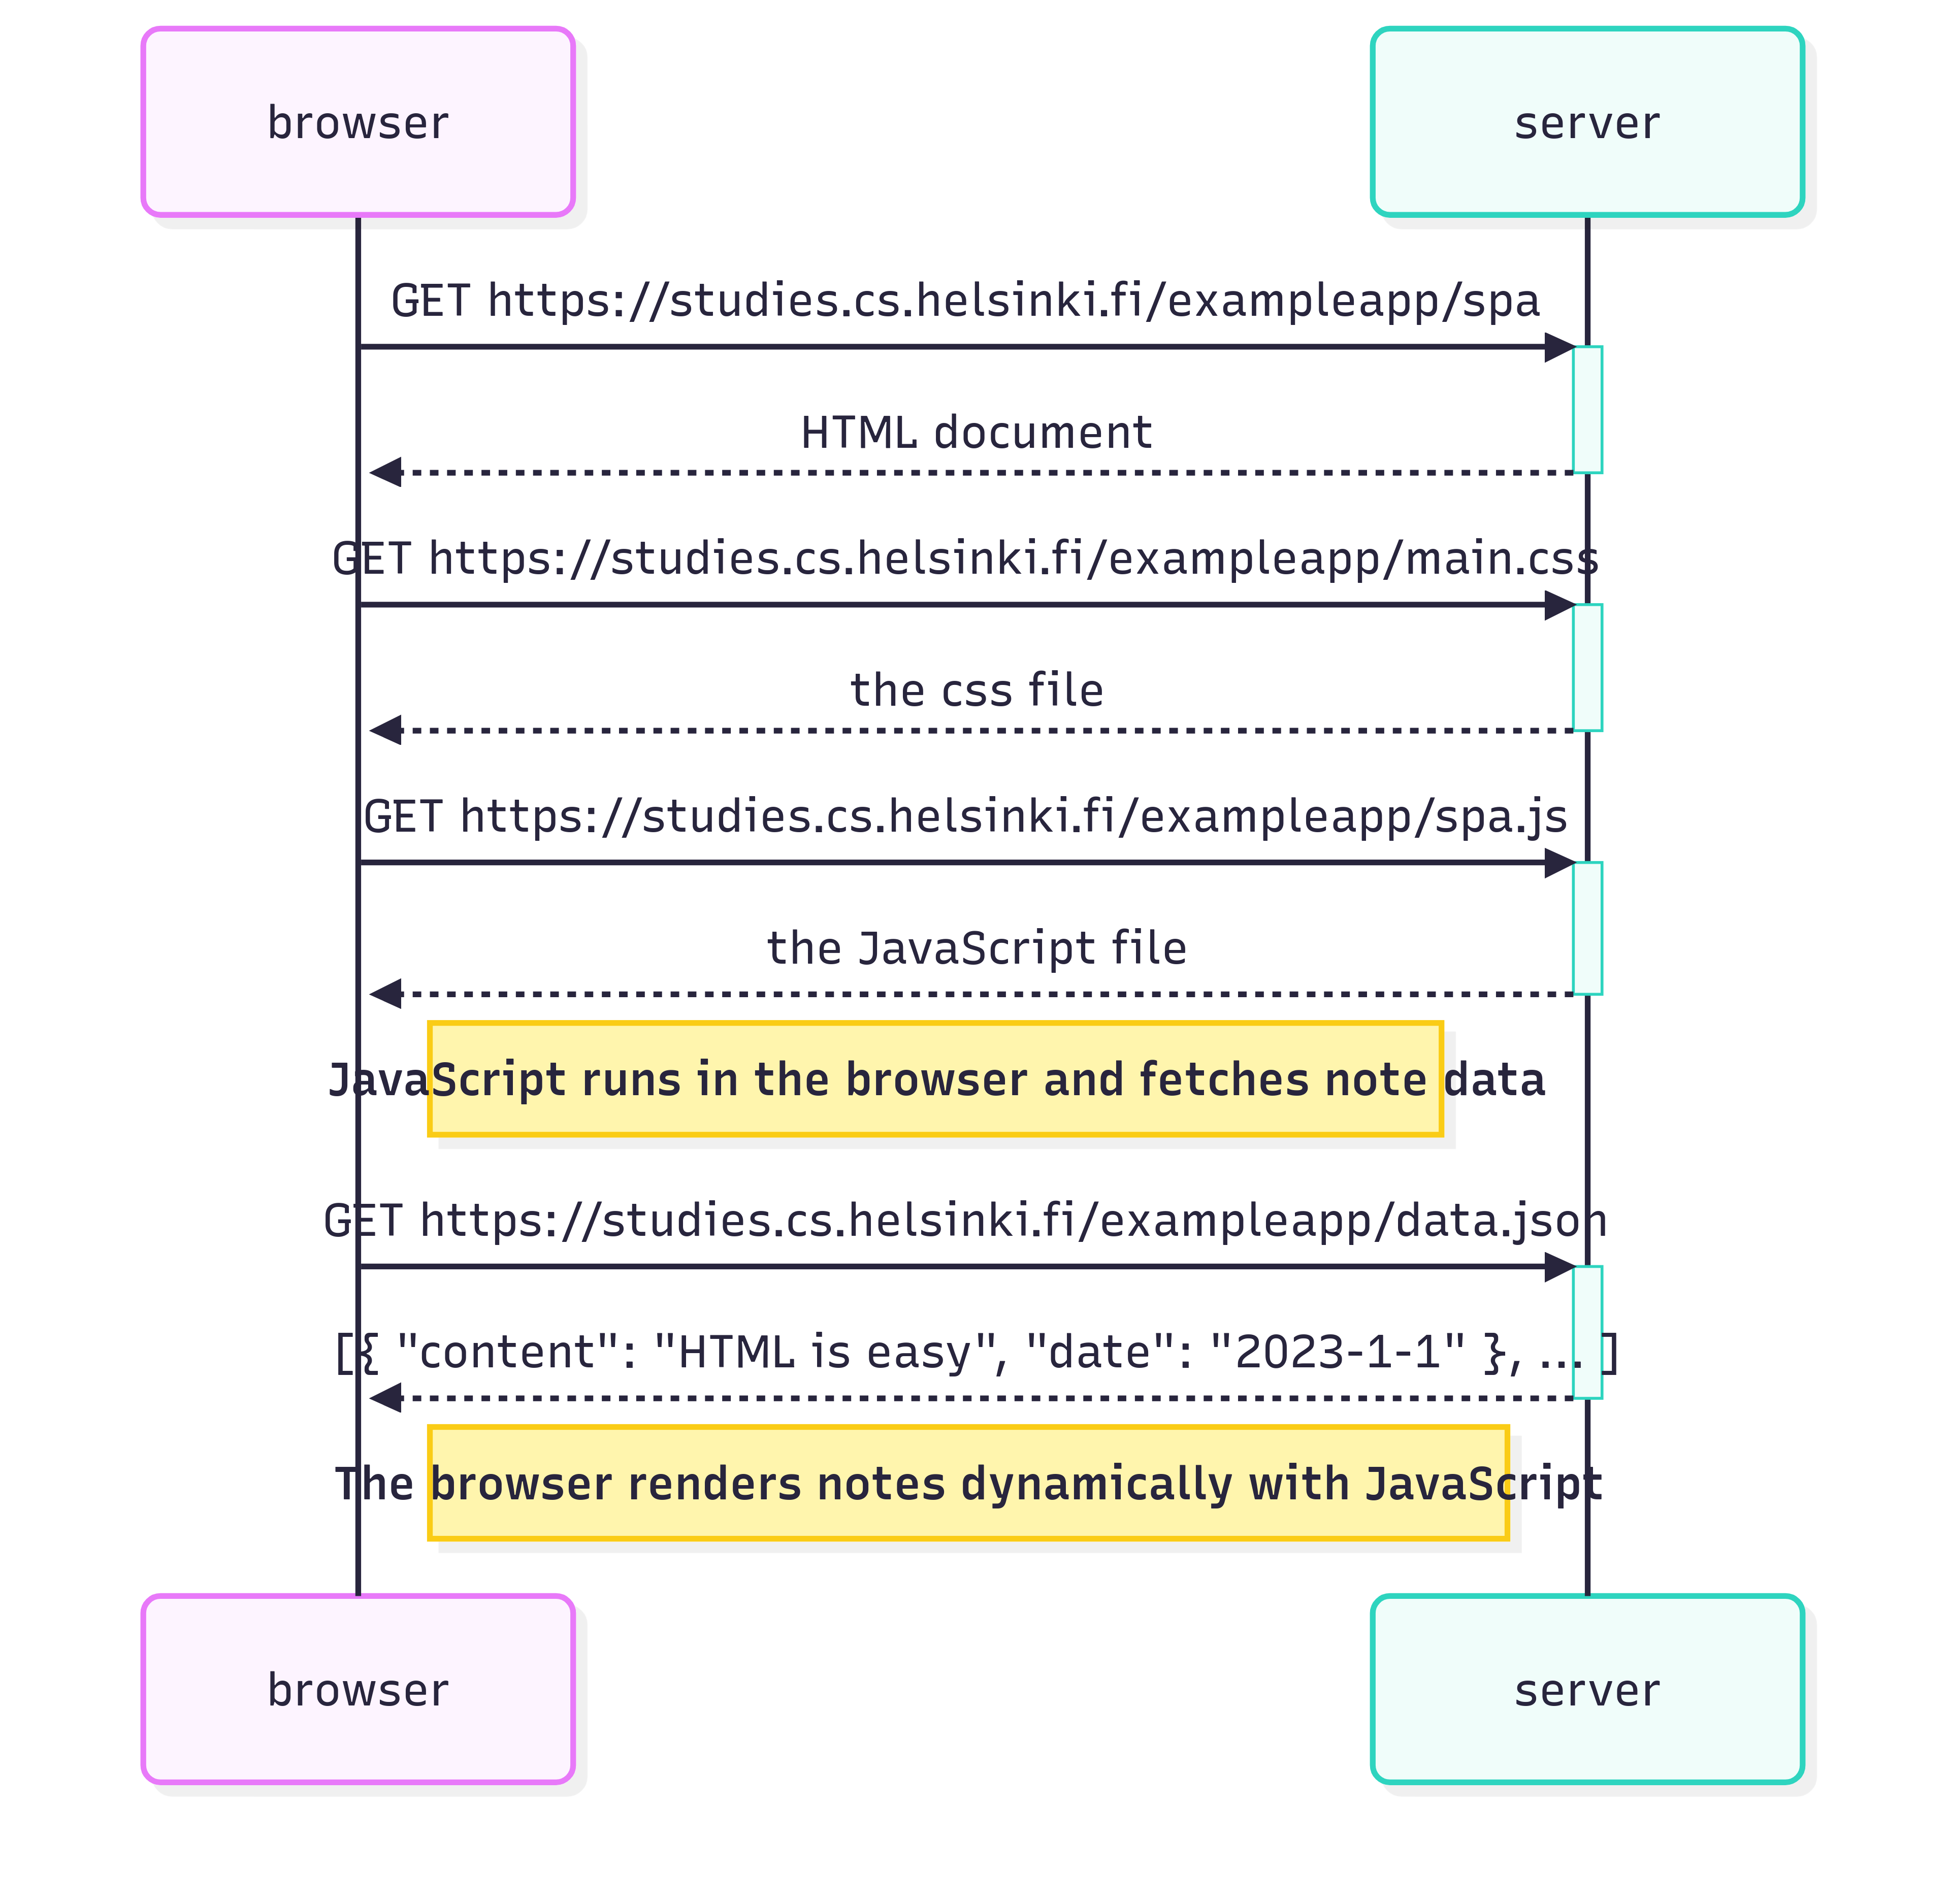 browser
server
GET https://studies.cs.helsinki.fi/exampleapp/spa
HTML document
GET https://studies.cs.helsinki.fi/exampleapp/main.css
the css file
GET https://studies.cs.helsinki.fi/exampleapp/spa.js
the JavaScript file
JavaScript runs in the browser and fetches note data
GET https://studies.cs.helsinki.fi/exampleapp/data.json
[{ "content": "HTML is easy", "date": "2023-1-1" }, ... ]
The browser renders notes dynamically with JavaScript
browser
server